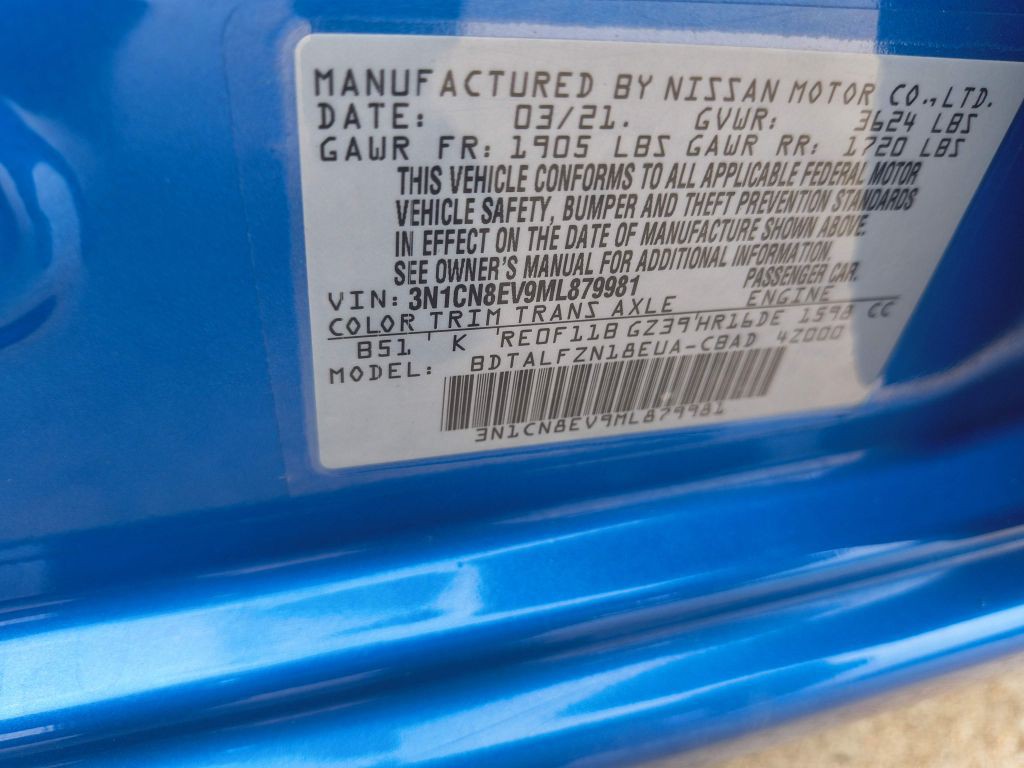 MANUFACTURED BY NISSAN MOTOR CO., LTD.
DATE: 03/21. GVWR: 3624 LBS
GAWR FR: 1905 LBS GAWR RR: 1720 LBS
THIS VEHICLE CONFORMS TO ALL APPLICABLE FEDERAL MOTOR
VEHICLE SAFETY, BUMPER AND THEFT PREVENTION STANDARDS
IN EFFECT ON THE DATE OF MANUFACTURE SHOWN ABOVE.
SEE OWNER'S MANUAL FOR ADDITIONAL INFORMATION.
VIN: 3N1CN8EV9ML879981 PASSENGER CAR.
COLOR TRIM TRANS AXLE ENGINE
B51 K RE0F11B GZ39 HR16DE 1598 CC
MODEL: BDTALFZN18EUA-CBAD 4Z000
3N1CN8EV9ML879981